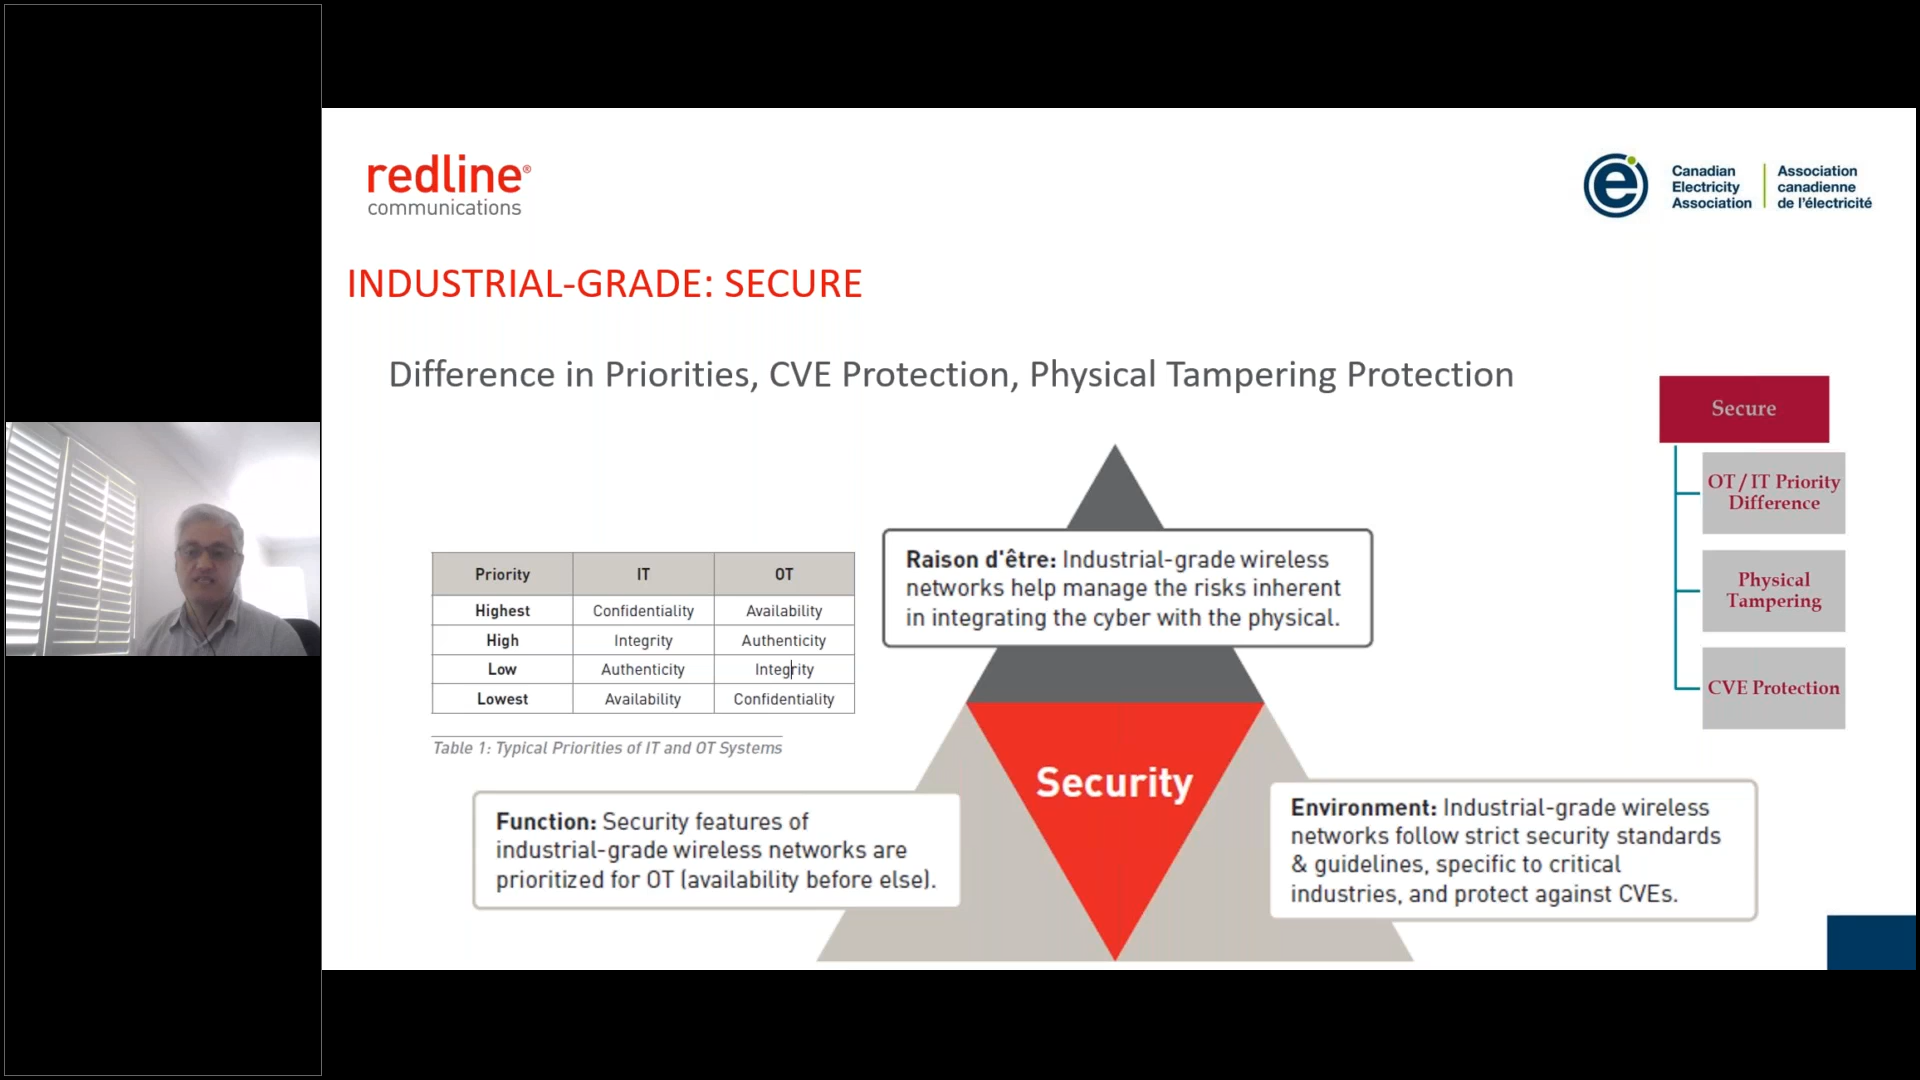 redline®
communications
Canadian
Electricity
Association
Association
canadienne
de l'électricité
INDUSTRIAL-GRADE: SECURE
Difference in Priorities, CVE Protection, Physical Tampering Protection
Secure
OT / IT Priority
Difference
Physical
Tampering
CVE Protection
Raison d'être: Industrial-grade wireless
networks help manage the risks inherent
in integrating the cyber with the physical.
Priority IT OT
Highest Confidentiality Availability
High Integrity Authenticity
Low Authenticity Integrity
Lowest Availability Confidentiality
Table 1: Typical Priorities of IT and OT Systems
Security
Function: Security features of
industrial-grade wireless networks are
prioritized for OT (availability before else).
Environment: Industrial-grade wireless
networks follow strict security standards
& guidelines, specific to critical
industries, and protect against CVEs.